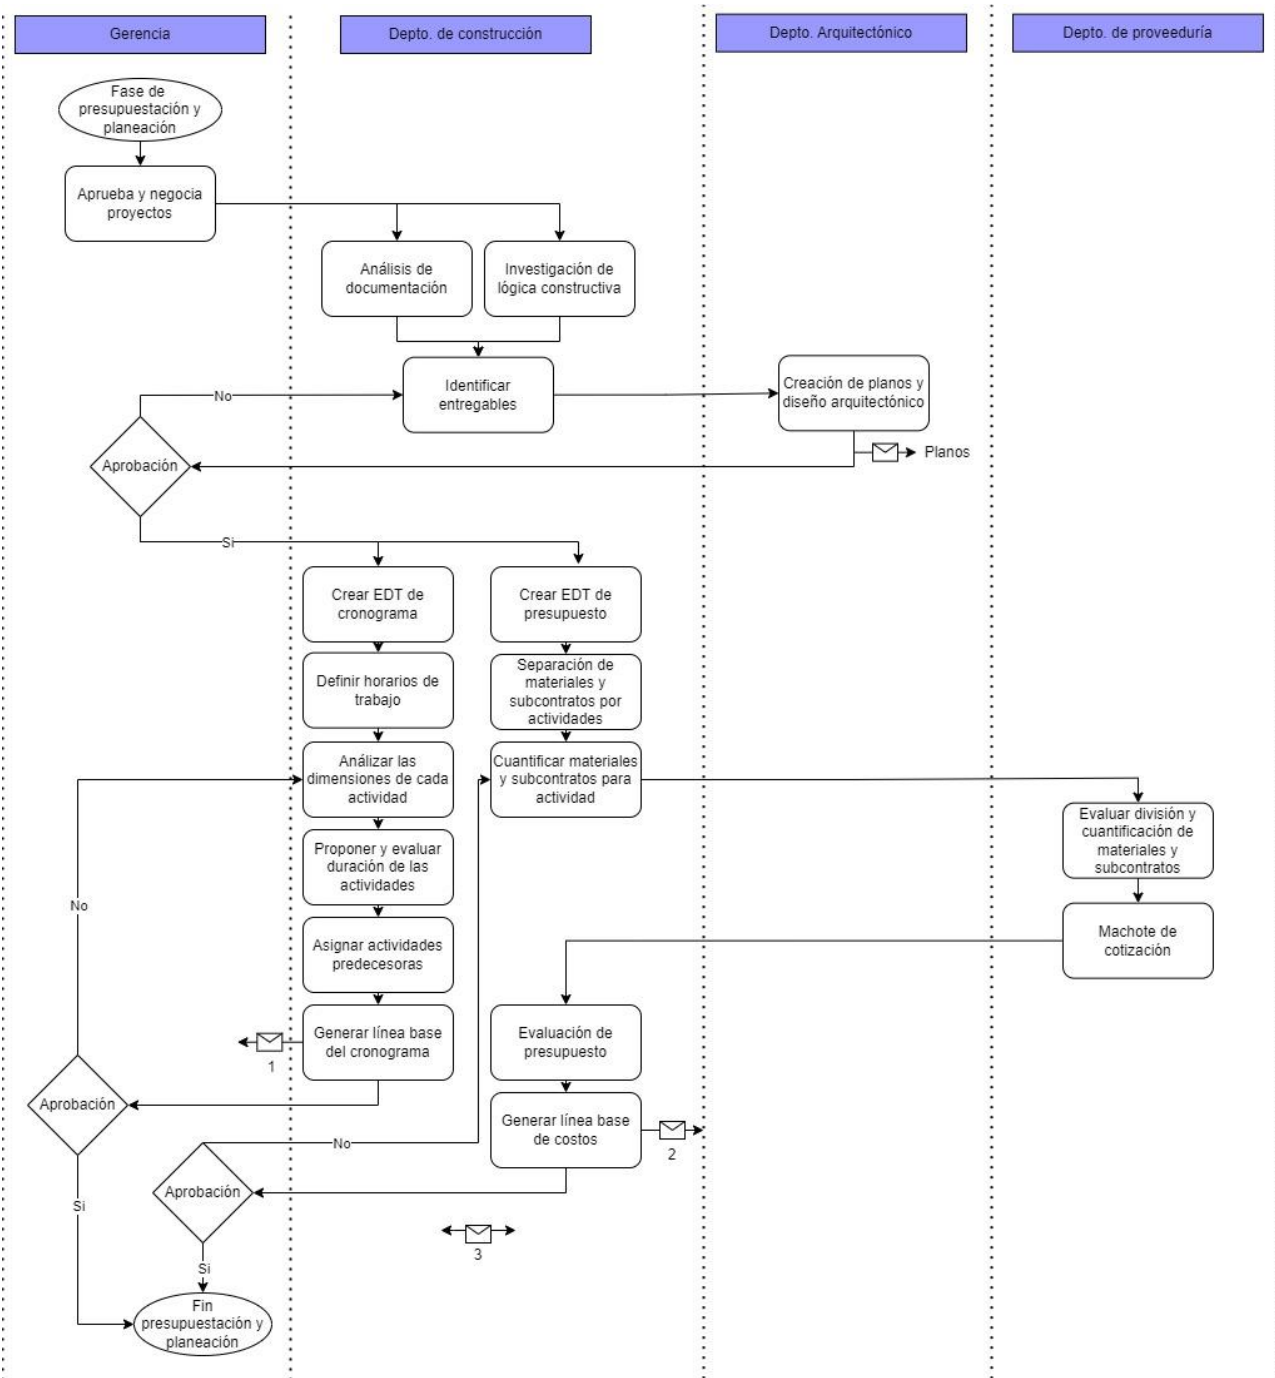 Gerencia
Depto. de construcción
Depto. Arquitectónico
Depto. de proveeduría
Fase de
presupuestación y
planeación
Aprueba y negocia
proyectos
Análisis de
documentación
Investigación de
lógica constructiva
Identificar
entregables
Creación de planos y
diseño arquitectónico
No
Aprobación
Planos
Si
Crear EDT de
cronograma
Crear EDT de
presupuesto
Definir horarios de
trabajo
Separación de
materiales y
subcontratos por
actividades
Análizar las
dimensiones de cada
actividad
Cuantificar materiales
y subcontratos para
actividad
Evaluar división y
cuantificación de
materiales y
subcontratos
Proponer y evaluar
duración de las
actividades
No
Asignar actividades
predecesoras
Machote de
cotización
Generar línea base
del cronograma
1
Evaluación de
presupuesto
Aprobación
Generar línea base
de costos
2
No
Aprobación
Si
3
Si
Fin
presupuestación y
planeación